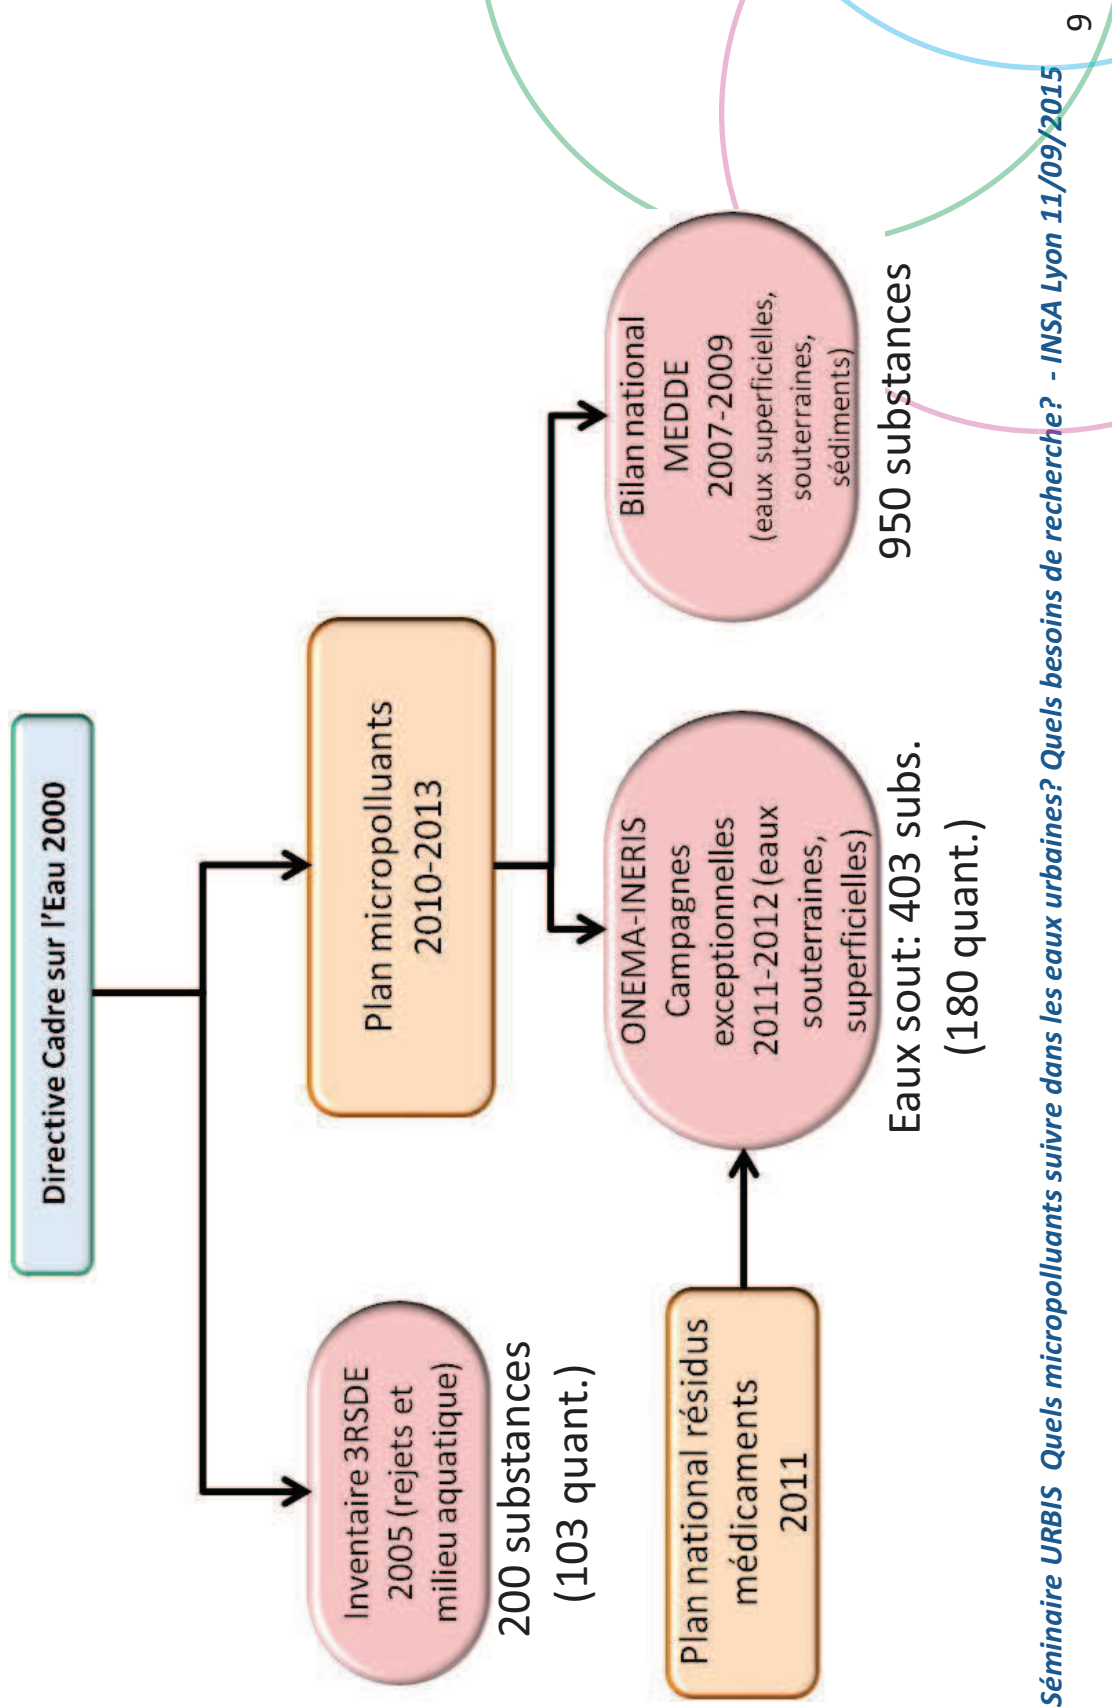 Directive Cadre sur l'Eau 2000
Inventaire 3RSDE
2005 (rejets et
milieu aquatique)
200 substances
(103 quant.)
Plan micropolluants
2010-2013
Plan national résidus
médicaments
2011
ONEMA-INERIS
Campagnes
exceptionnelles
2011-2012 (eaux
souterraines,
superficielles)
Eaux sout: 403 subs.
(180 quant.)
Bilan national
MEDDE
2007-2009
(eaux superficielles,
souterraines,
sédiments)
950 substances
Séminaire URBIS Quels micropolluants suivre dans les eaux urbaines? Quels besoins de recherche? - INSA Lyon 11/09/2015
9